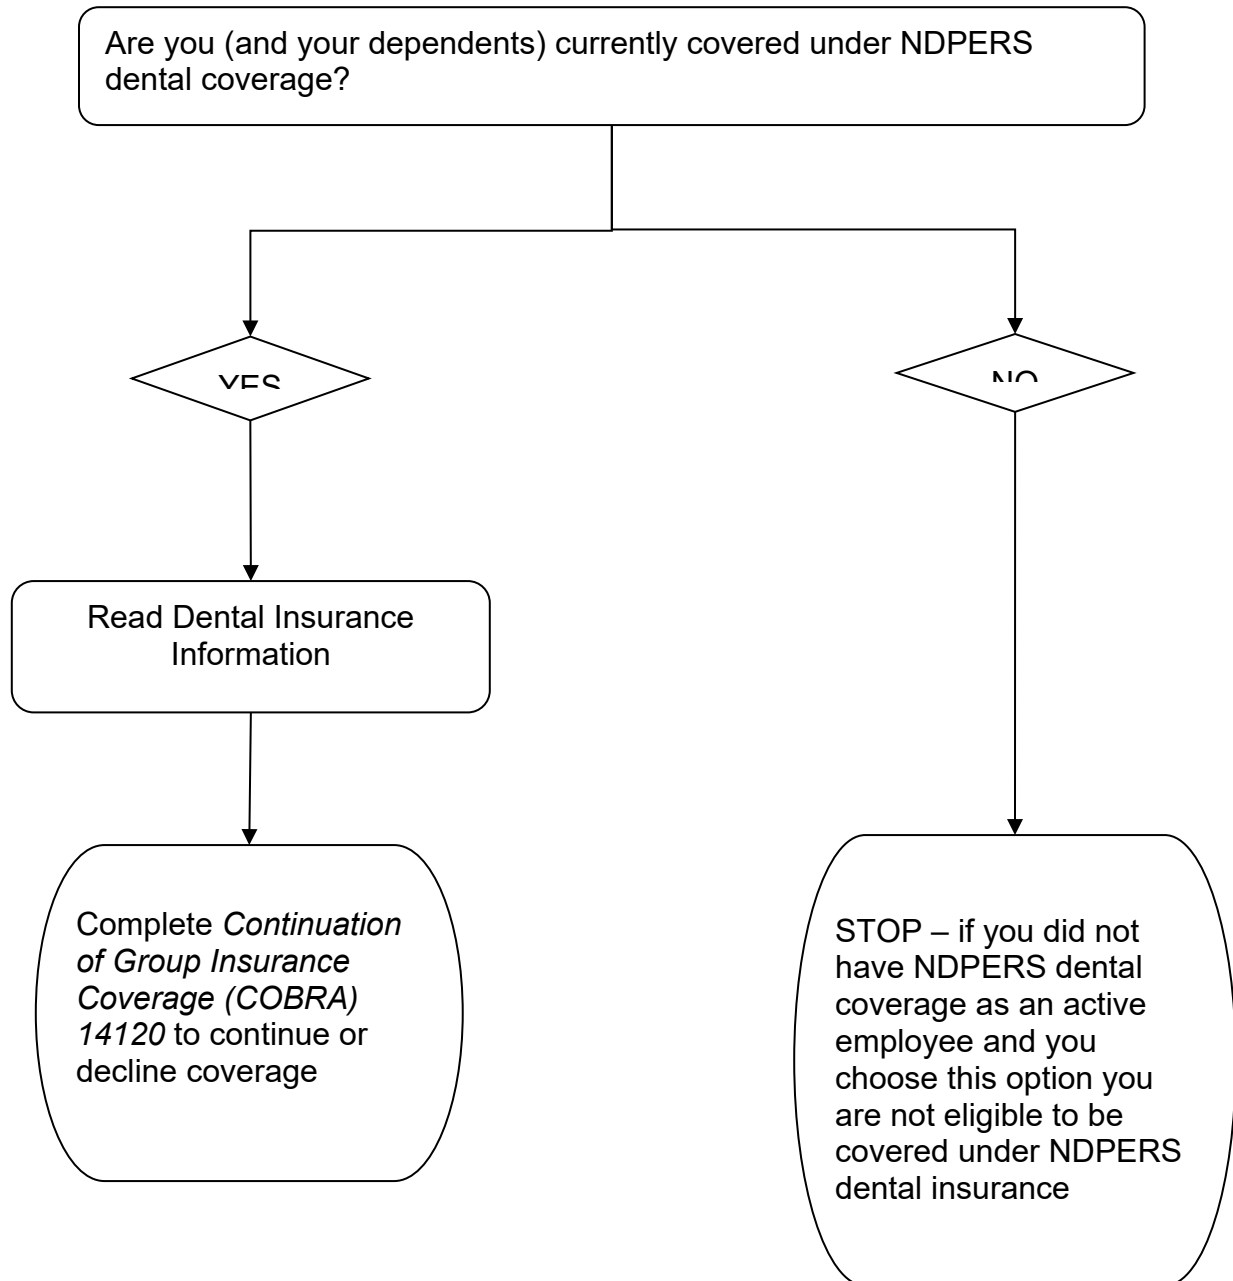 Are you (and your dependents) currently covered under NDPERS
dental coverage?
YES
NO
Read Dental Insurance
Information
Complete Continuation
of Group Insurance
Coverage (COBRA)
14120 to continue or
decline coverage
STOP – if you did not
have NDPERS dental
coverage as an active
employee and you
choose this option you
are not eligible to be
covered under NDPERS
dental insurance